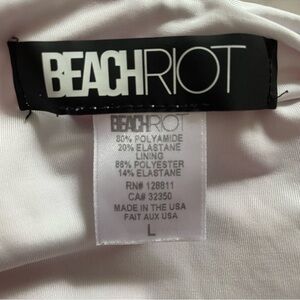 BEACHRIOT
BEACHRIOT
80% POLYAMIDE
20% ELASTANE
LINING
86% POLYESTER
14% ELASTANE
RN# 128811
CA# 32350
MADE IN THE USA
FAIT AUX USA
L